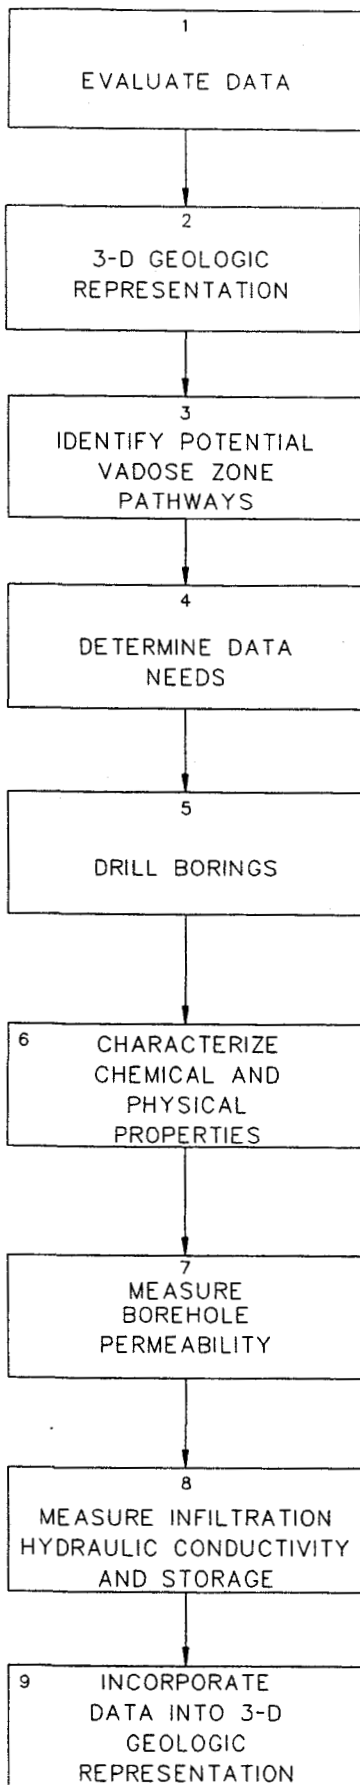 1
EVALUATE DATA
2
3-D GEOLOGIC
REPRESENTATION
3
IDENTIFY POTENTIAL
VADOSE ZONE
PATHWAYS
4
DETERMINE DATA
NEEDS
5
DRILL BORINGS
6 CHARACTERIZE
CHEMICAL AND
PHYSICAL
PROPERTIES
7
MEASURE
BOREHOLE
PERMEABILITY
8
MEASURE INFILTRATION
HYDRAULIC CONDUCTIVITY
AND STORAGE
9 INCORPORATE
DATA INTO 3-D
GEOLOGIC
REPRESENTATION